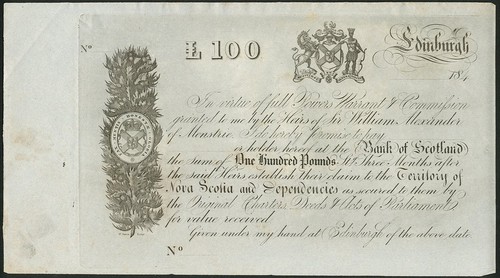 No
£ 100
Edinburgh
184
In virtue of full Powers Warrant & Commission
granted to me by the Heirs of Sir William Alexander
of Menstrie I do hereby promise to pay
or holder hereof at the Bank of Scotland
the sum of One Hundred Pounds Stg. Three Months after
the said Heirs establish their claim to the Territory of
Nova Scotia and Dependencies as secured to them by
the Original Charters Deeds & Acts of Parliament
for value received
Given under my hand at Edinburgh of the above date
No